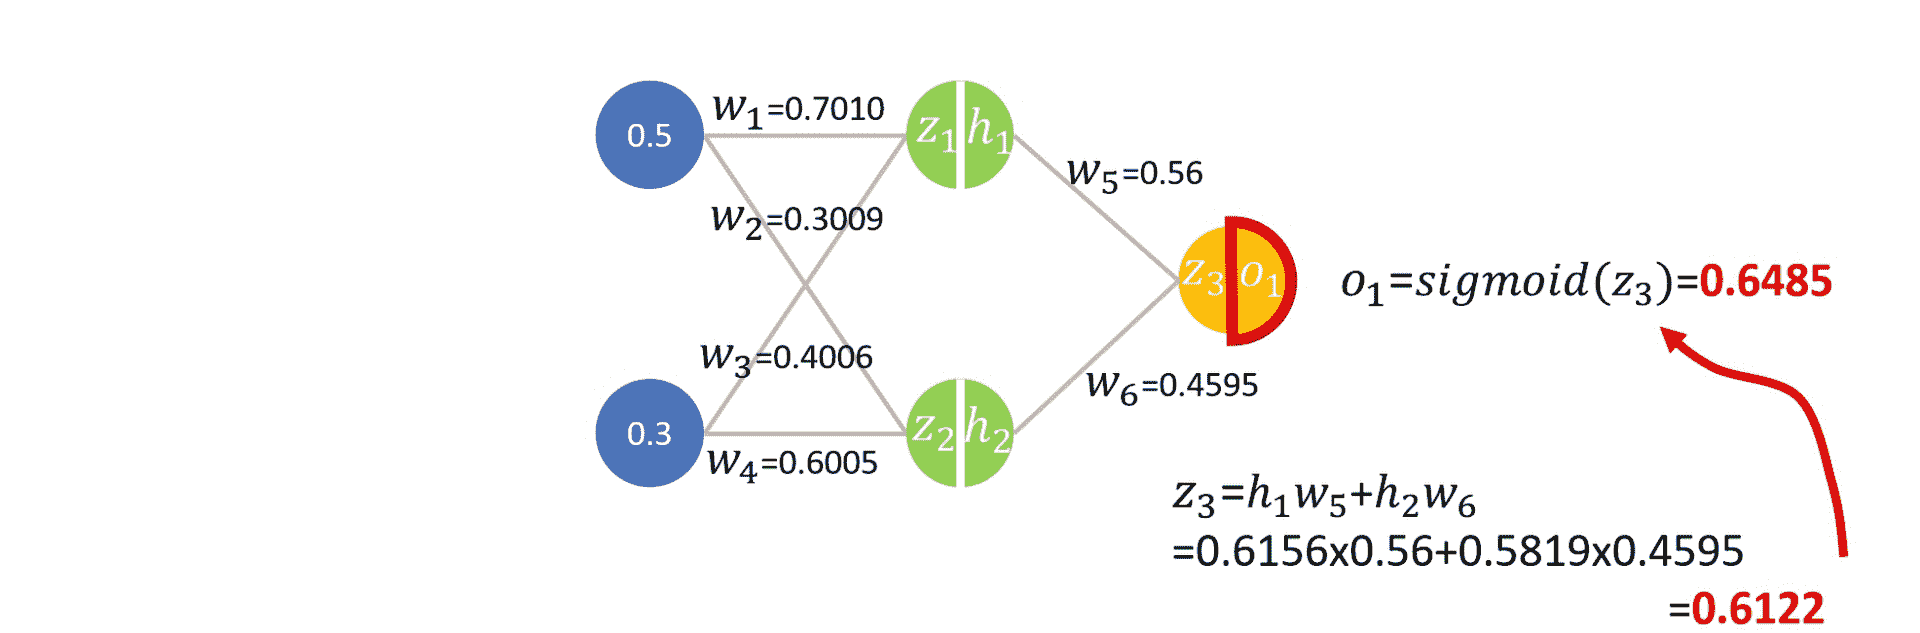 w₁=0.7010
0.5
z₁ h₁
w₅=0.56
w₂=0.3009
z₃ o₁
o₁=sigmoid(z₃)=0.6485
w₃=0.4006
w₆=0.4595
0.3
z₂ h₂
w₄=0.6005
z₃=h₁w₅+h₂w₆
=0.6156x0.56+0.5819x0.4595
=0.6122